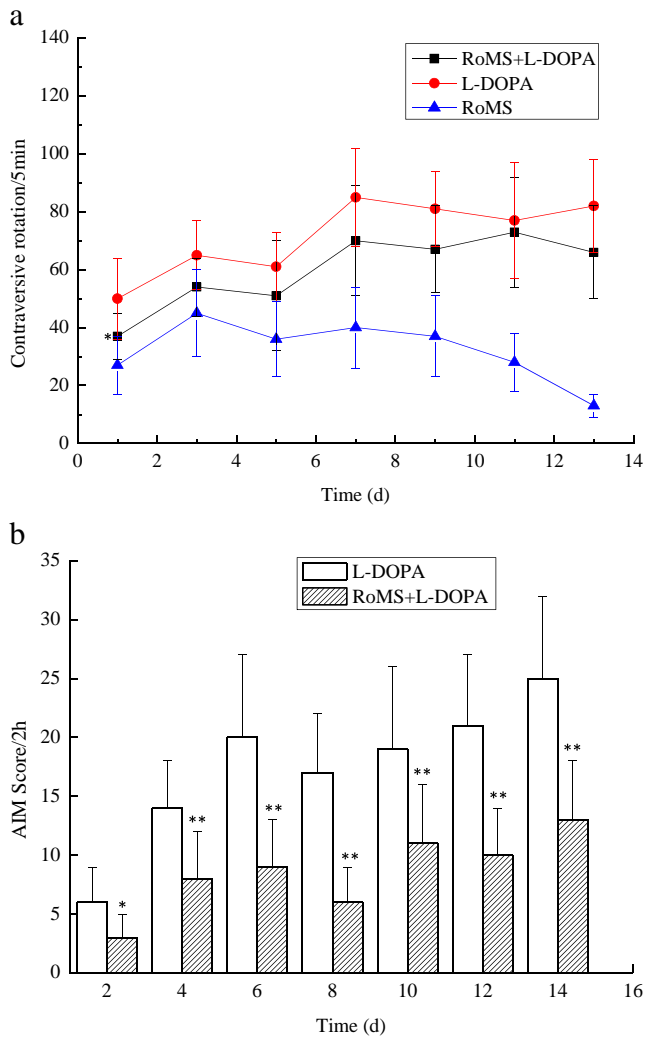 a
140
120
100
80
60
40
20
0
Contraversive rotation/5min
RoMS+L-DOPA
L-DOPA
RoMS
*
0 2 4 6 8 10 12 14
Time (d)
b
35
30
25
20
15
10
5
0
AIM Score/2h
L-DOPA
RoMS+L-DOPA
* ** ** ** ** ** **
2 4 6 8 10 12 14 16
Time (d)